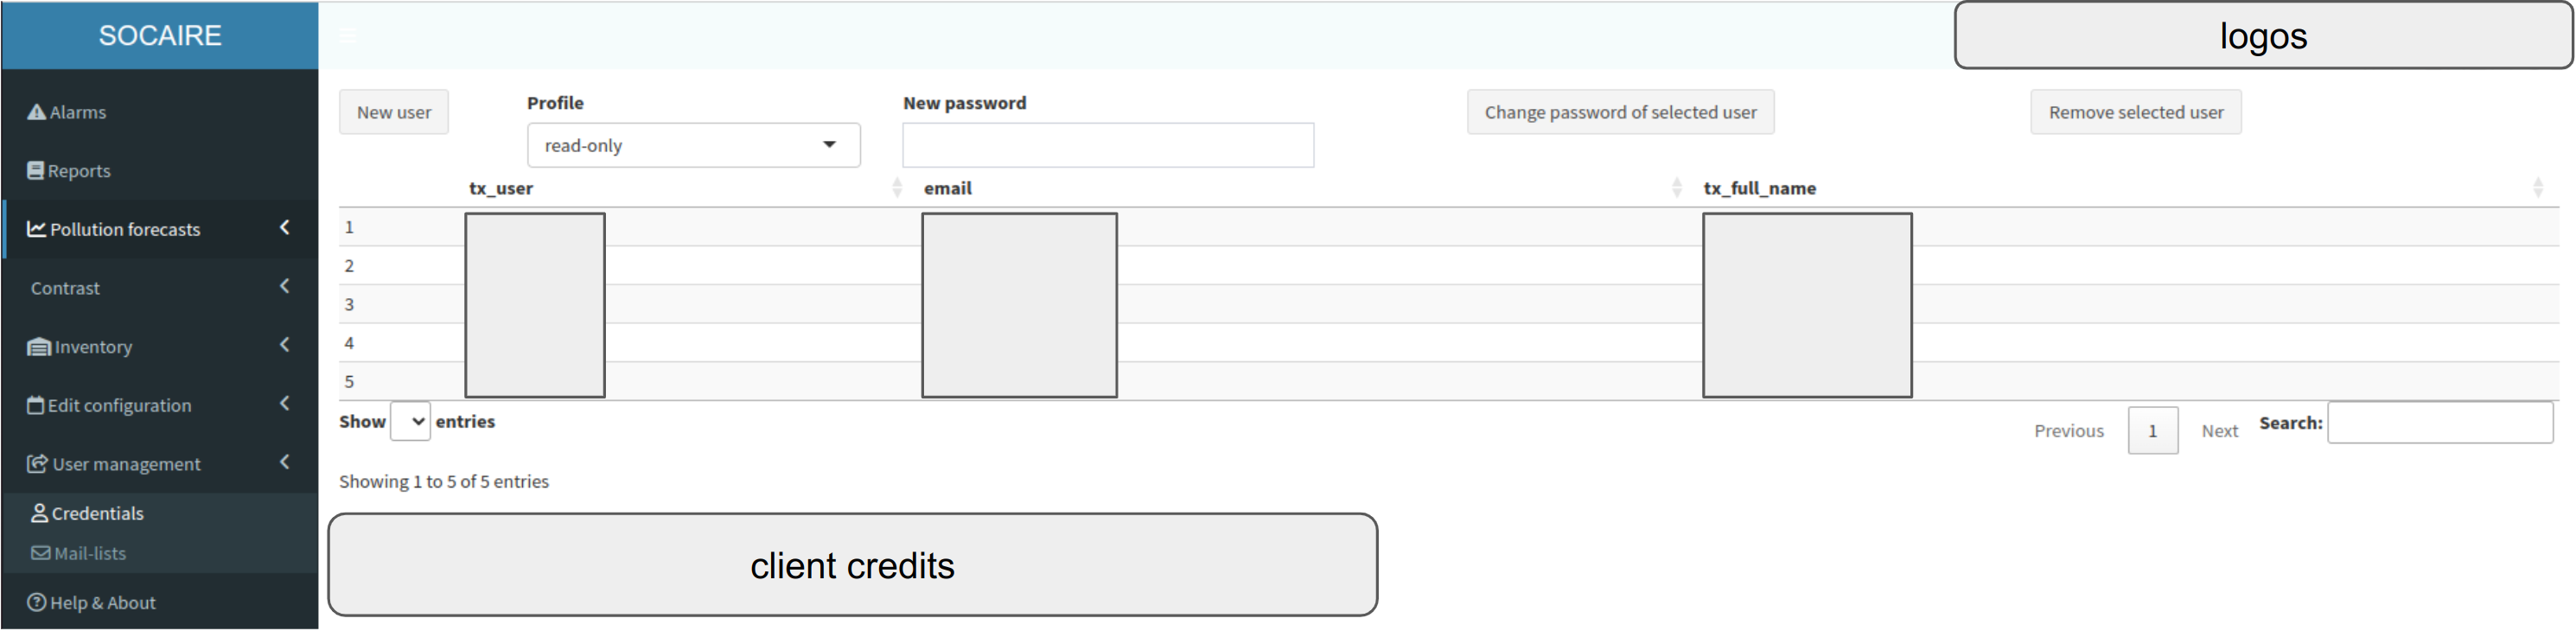 SOCAIRE
logos
Alarms
Reports
Pollution forecasts
Contrast
Inventory
Edit configuration
User management
Credentials
Mail-lists
Help & About
New user
Profile
read-only
New password
Change password of selected user
Remove selected user
tx_user email tx_full_name
1
2
3
4
5
Show entries
Previous 1 Next Search:
Showing 1 to 5 of 5 entries
client credits